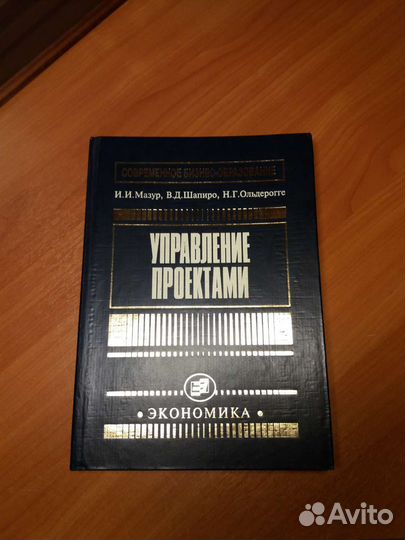 СОВРЕМЕННОЕ БИЗНЕС-ОБРАЗОВАНИЕ
И.И.Мазур, В.Д.Шапиро, Н.Г.Ольдерогге
УПРАВЛЕНИЕ
ПРОЕКТАМИ
• ЭКОНОМИКА •
Avito